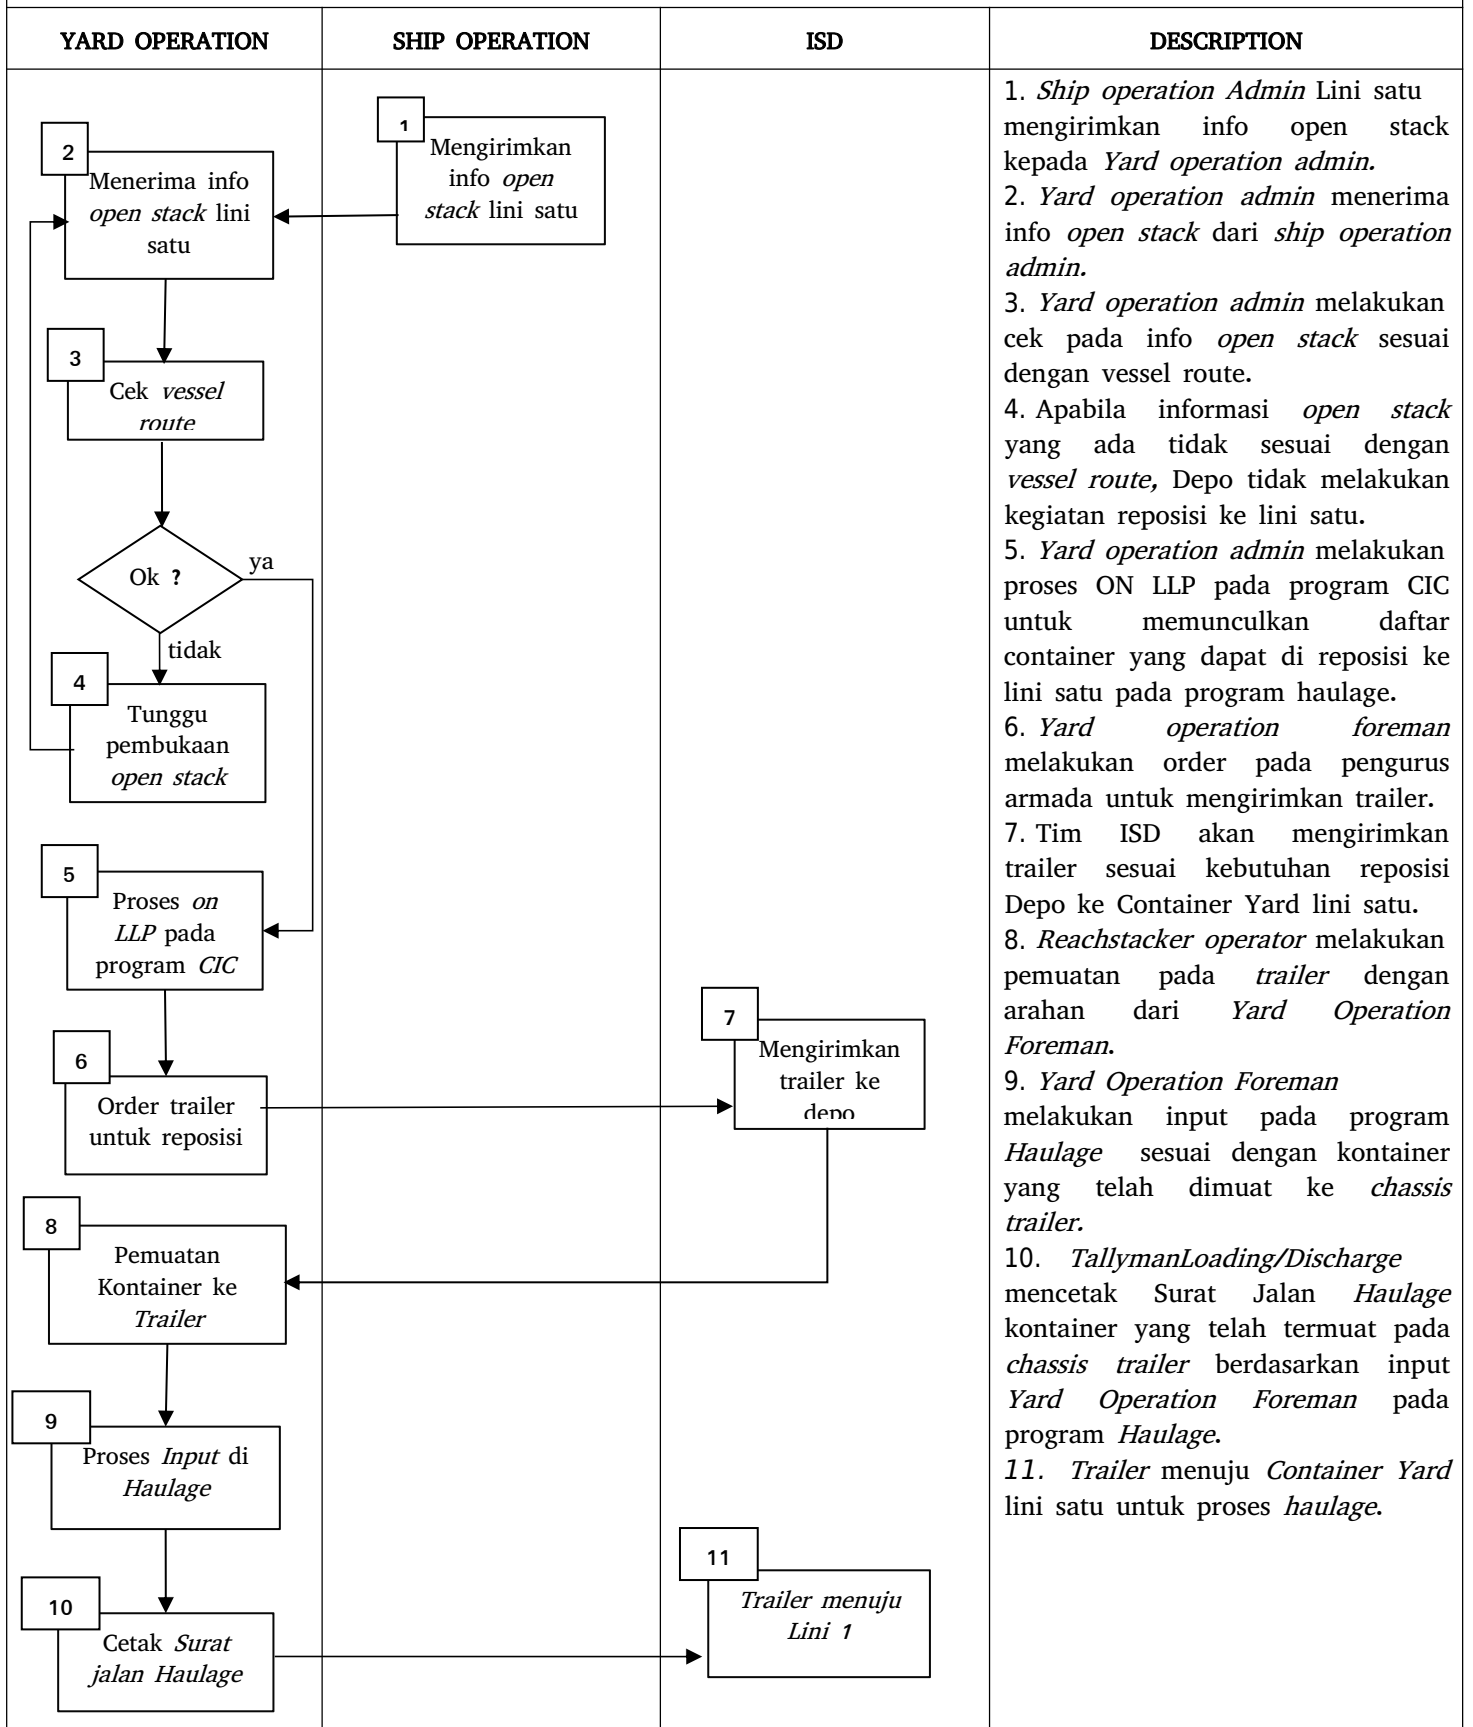 YARD OPERATION
SHIP OPERATION
ISD
DESCRIPTION
1
Mengirimkan
info open
stack lini satu
2
Menerima info
open stack lini
satu
3
Cek vessel
route
Ok ?
ya
tidak
4
Tunggu
pembukaan
open stack
5
Proses on
LLP pada
program CIC
6
Order trailer
untuk reposisi
7
Mengirimkan
trailer ke
depo
8
Pemuatan
Kontainer ke
Trailer
9
Proses Input di
Haulage
10
Cetak Surat
jalan Haulage
11
Trailer menuju
Lini 1
1. Ship operation Admin Lini satu
mengirimkan info open stack
kepada Yard operation admin.
2. Yard operation admin menerima
info open stack dari ship operation
admin.
3. Yard operation admin melakukan
cek pada info open stack sesuai
dengan vessel route.
4. Apabila informasi open stack
yang ada tidak sesuai dengan
vessel route, Depo tidak melakukan
kegiatan reposisi ke lini satu.
5. Yard operation admin melakukan
proses ON LLP pada program CIC
untuk memunculkan daftar
container yang dapat di reposisi ke
lini satu pada program haulage.
6. Yard operation foreman
melakukan order pada pengurus
armada untuk mengirimkan trailer.
7. Tim ISD akan mengirimkan
trailer sesuai kebutuhan reposisi
Depo ke Container Yard lini satu.
8. Reachstacker operator melakukan
pemuatan pada trailer dengan
arahan dari Yard Operation
Foreman.
9. Yard Operation Foreman
melakukan input pada program
Haulage sesuai dengan kontainer
yang telah dimuat ke chassis
trailer.
10. TallymanLoading/Discharge
mencetak Surat Jalan Haulage
kontainer yang telah termuat pada
chassis trailer berdasarkan input
Yard Operation Foreman pada
program Haulage.
11. Trailer menuju Container Yard
lini satu untuk proses haulage.